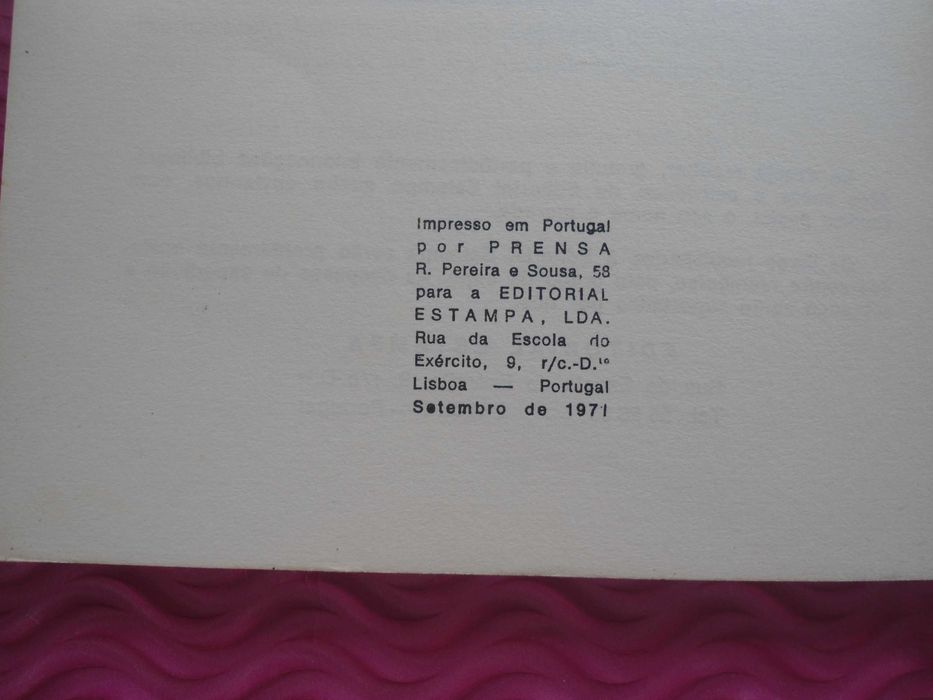 Impresso em Portugal
por PRENSA
R. Pereira e Sousa, 58
para a EDITORIAL
ESTAMPA, LDA.
Rua da Escola do
Exército, 9, r/c.-D.to
Lisboa — Portugal
Setembro de 1971